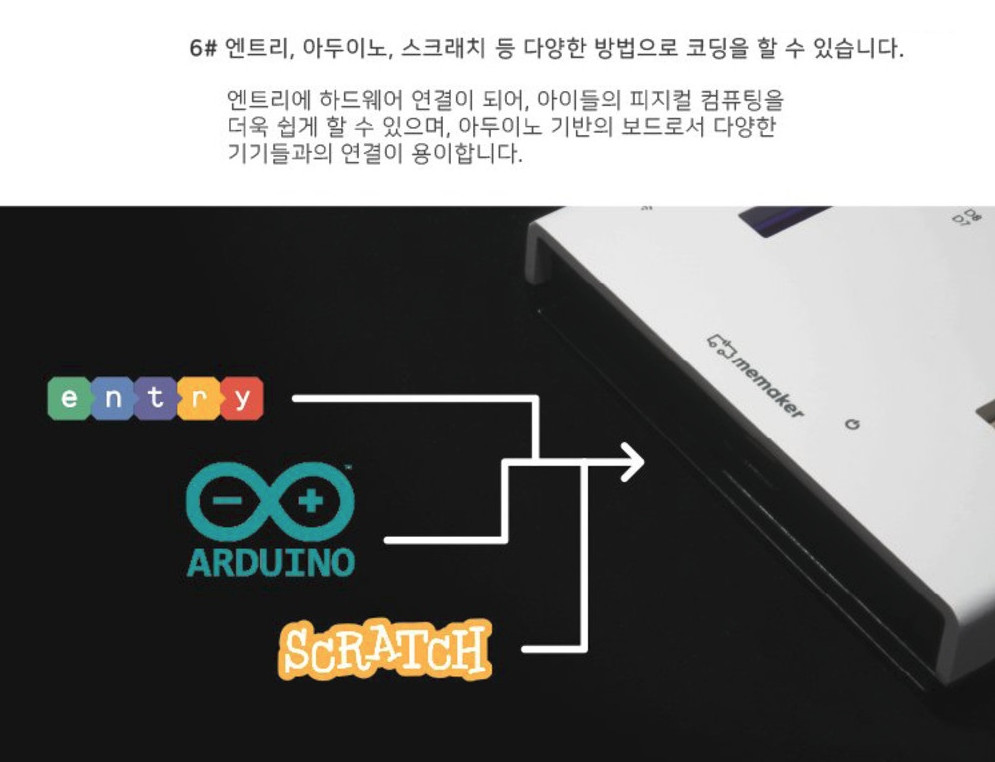 6# 엔트리, 아두이노, 스크래치 등 다양한 방법으로 코딩을 할 수 있습니다.
엔트리에 하드웨어 연결이 되어, 아이들의 피지컬 컴퓨팅을
더욱 쉽게 할 수 있으며, 아두이노 기반의 보드로서 다양한
기기들과의 연결이 용이합니다.
D8
D7
memaker
entry
ARDUINO
SCRATCH